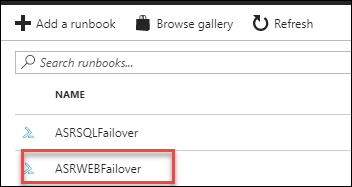 Add a runbook Browse gallery Refresh
Search runbooks...
NAME
ASRSQLFailover
ASRWEBFailover